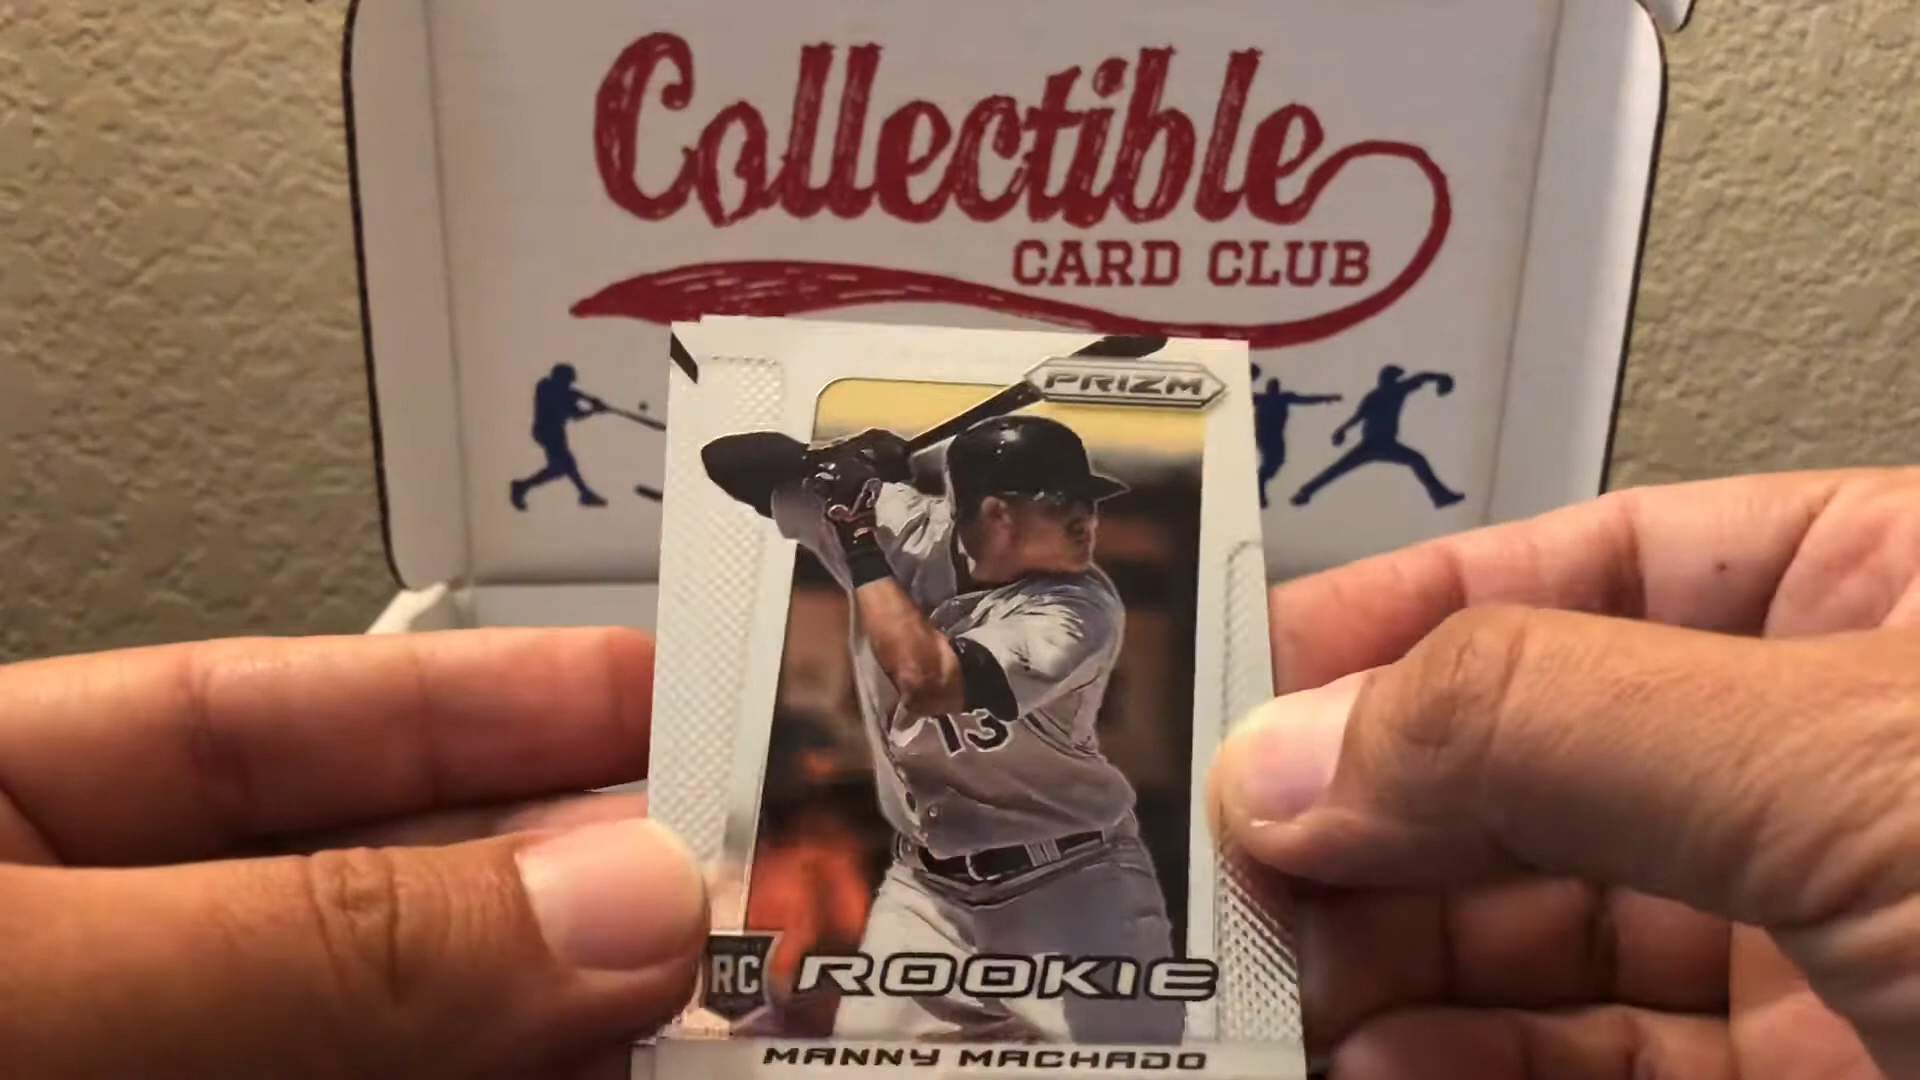 Collectible
CARD CLUB
PRIZM
13
RC
ROOKIE
MANNY MACHADO